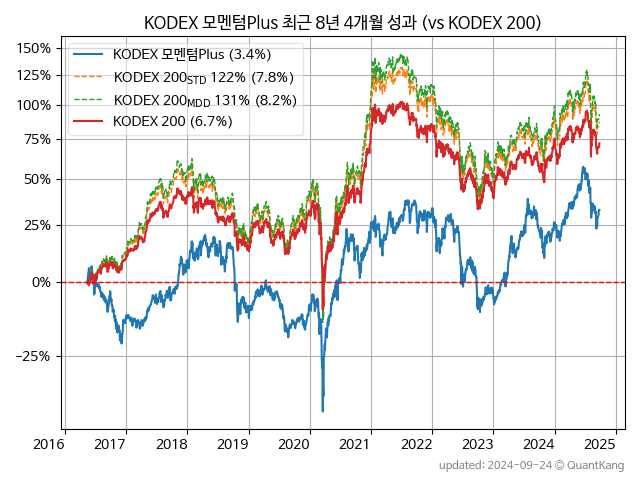 KODEX 모멘텀Plus 최근 8년 4개월 성과 (vs KODEX 200)
150%
125%
100%
75%
50%
25%
0%
−25%
KODEX 모멘텀Plus (3.4%)
KODEX 200STD 122% (7.8%)
KODEX 200MDD 131% (8.2%)
KODEX 200 (6.7%)
2016 2017 2018 2019 2020 2021 2022 2023 2024 2025
updated: 2024-09-24 @ QuantKang